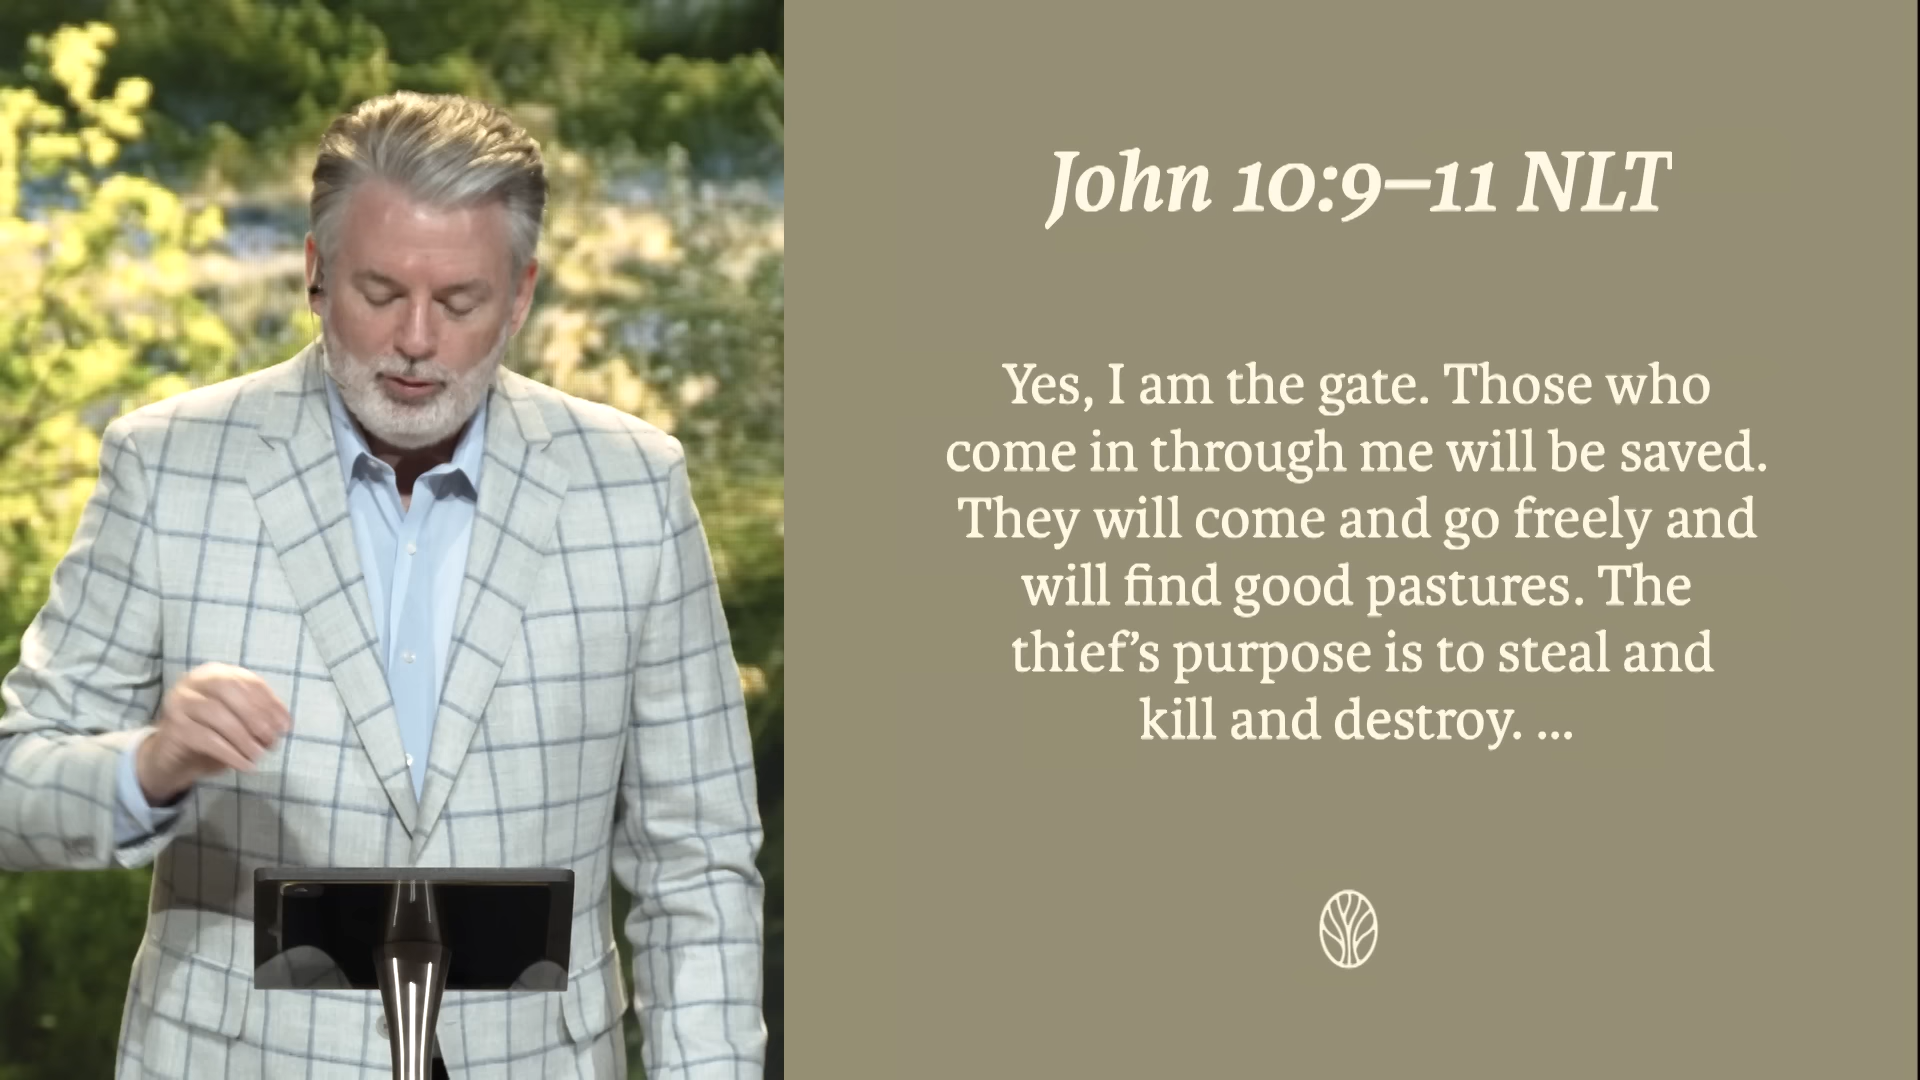 John 10:9–11 NLT
Yes, I am the gate. Those who
come in through me will be saved.
They will come and go freely and
will find good pastures. The
thief’s purpose is to steal and
kill and destroy. ...